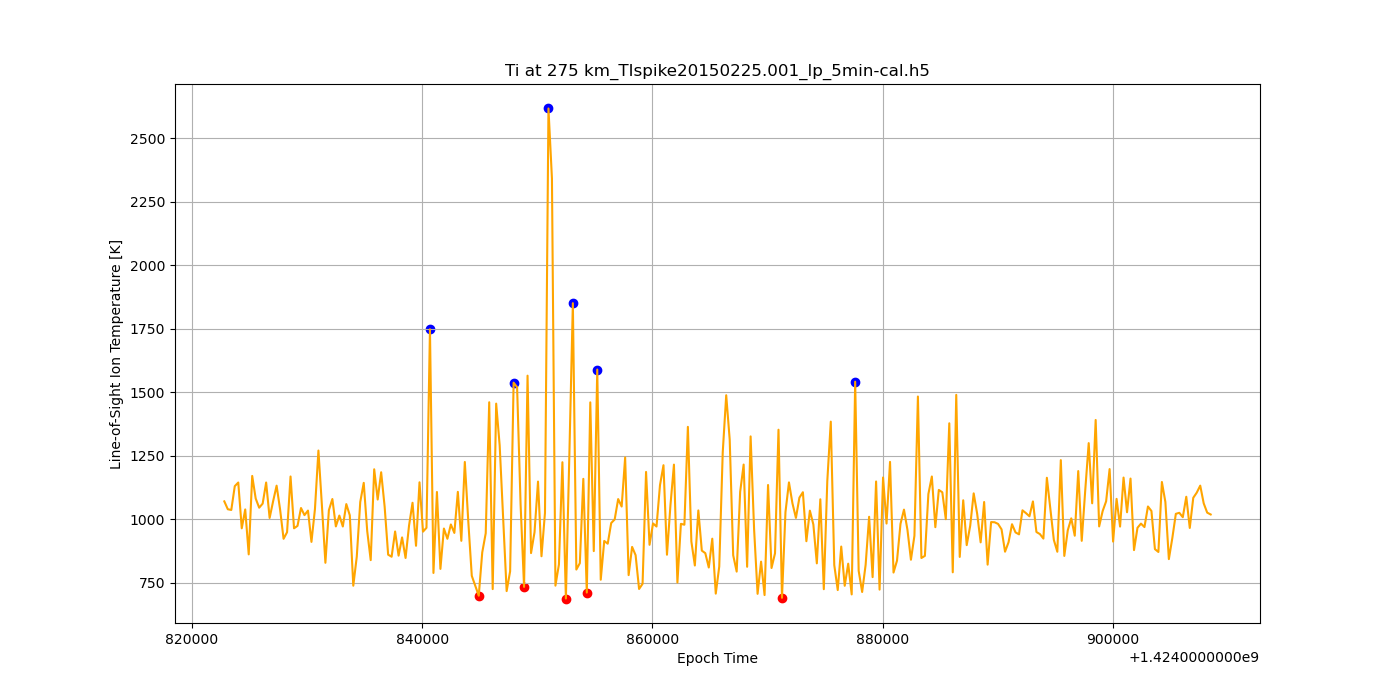 Ti at 275 km_TIspike20150225.001_lp_5min-cal.h5
Line-of-Sight Ion Temperature [K]
2500
2250
2000
1750
1500
1250
1000
750
820000 840000 860000 880000 900000
Epoch Time
+1.4240000000e9